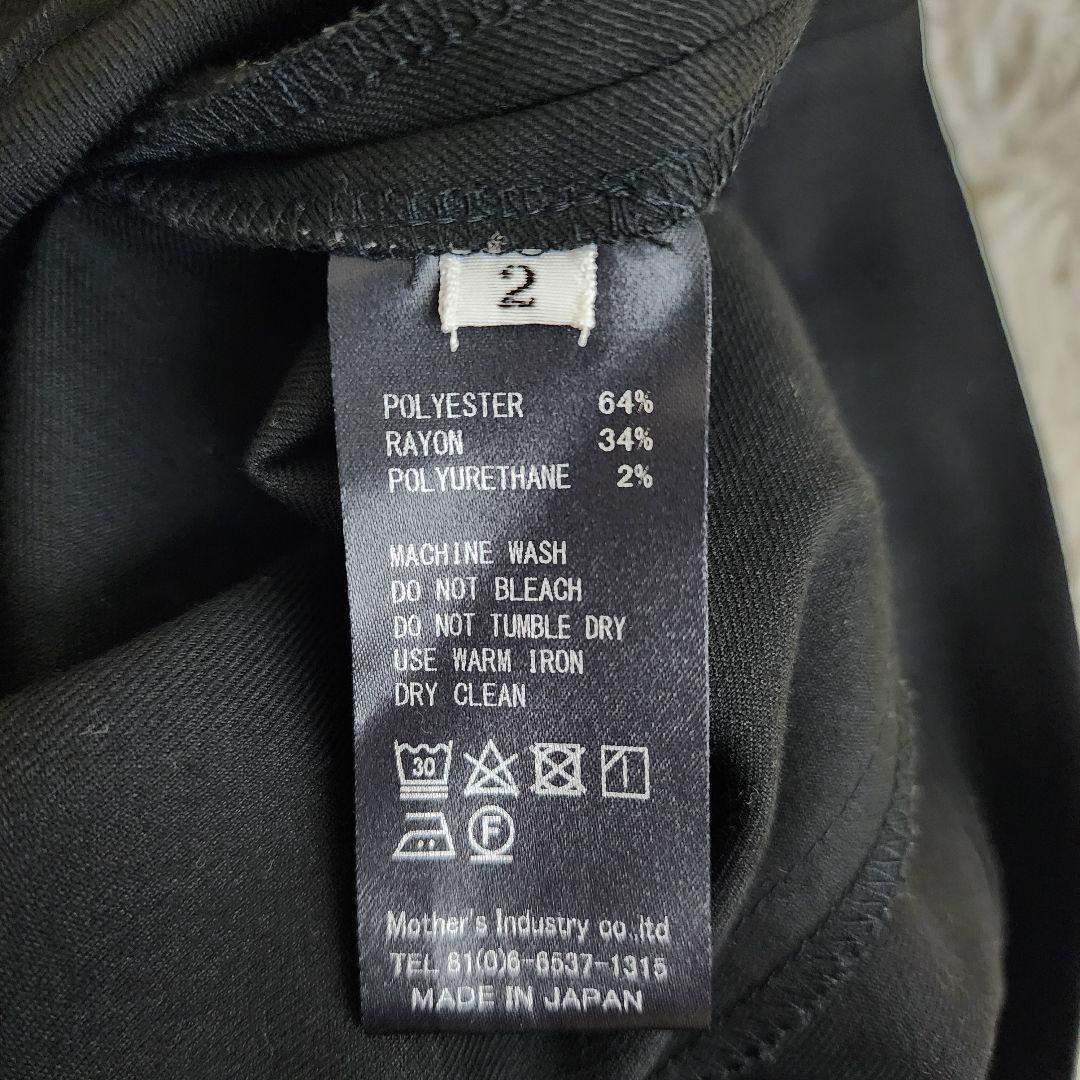 2
POLYESTER 64%
RAYON 34%
POLYURETHANE 2%
MACHINE WASH
DO NOT BLEACH
DO NOT TUMBLE DRY
USE WARM IRON
DRY CLEAN
30
F
Mother's Industry co.,ltd
TEL 81(0)6-6537-1315
MADE IN JAPAN